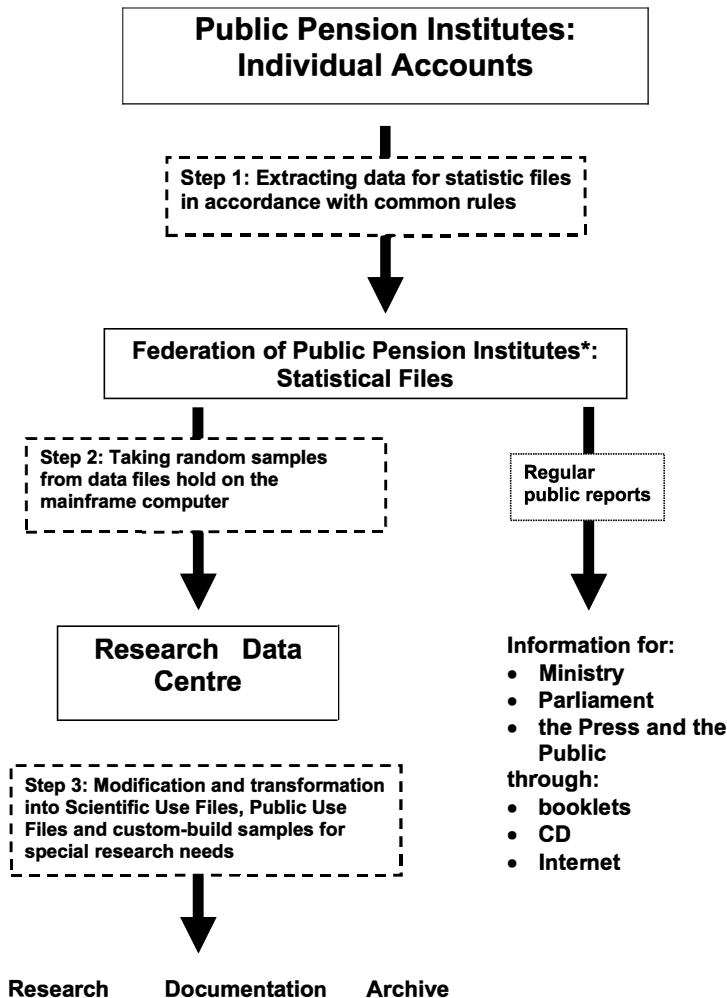 Public Pension Institutes:
Individual Accounts
Step 1: Extracting data for statistic files
in accordance with common rules
Federation of Public Pension Institutes*:
Statistical Files
Step 2: Taking random samples
from data files hold on the
mainframe computer
Regular
public reports
Research Data
Centre
Information for:
• Ministry
• Parliament
• the Press and the
Public
through:
• booklets
• CD
• Internet
Step 3: Modification and transformation
into Scientific Use Files, Public Use
Files and custom-build samples for
special research needs
Research Documentation Archive